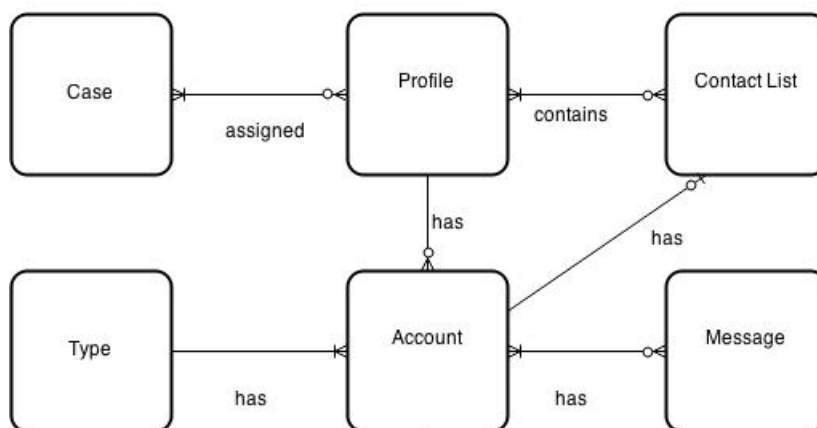 Case
Profile
Contact List
assigned
contains
has
has
Type
Account
Message
has
has